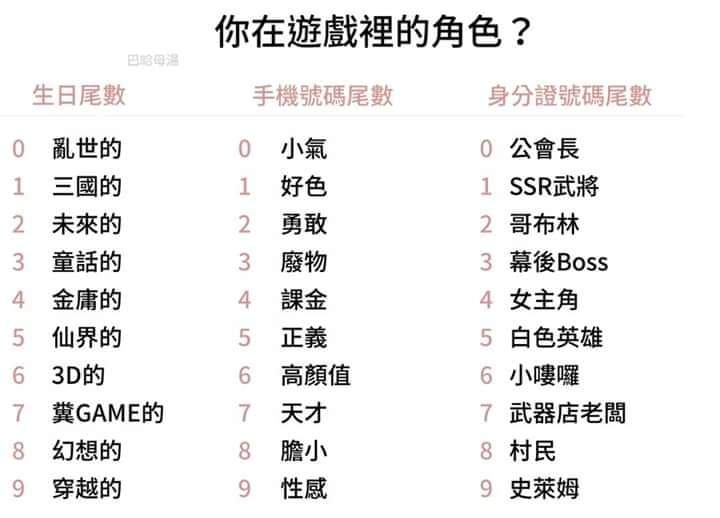 你在遊戲裡的角色？
巴哈母湯
生日尾數 手機號碼尾數 身分證號碼尾數
0 亂世的 0 小氣 0 公會長
1 三國的 1 好色 1 SSR武將
2 未來的 2 勇敢 2 哥布林
3 童話的 3 廢物 3 幕後Boss
4 金庸的 4 課金 4 女主角
5 仙界的 5 正義 5 白色英雄
6 3D的 6 高顏值 6 小嘍囉
7 糞GAME的 7 天才 7 武器店老闆
8 幻想的 8 膽小 8 村民
9 穿越的 9 性感 9 史萊姆